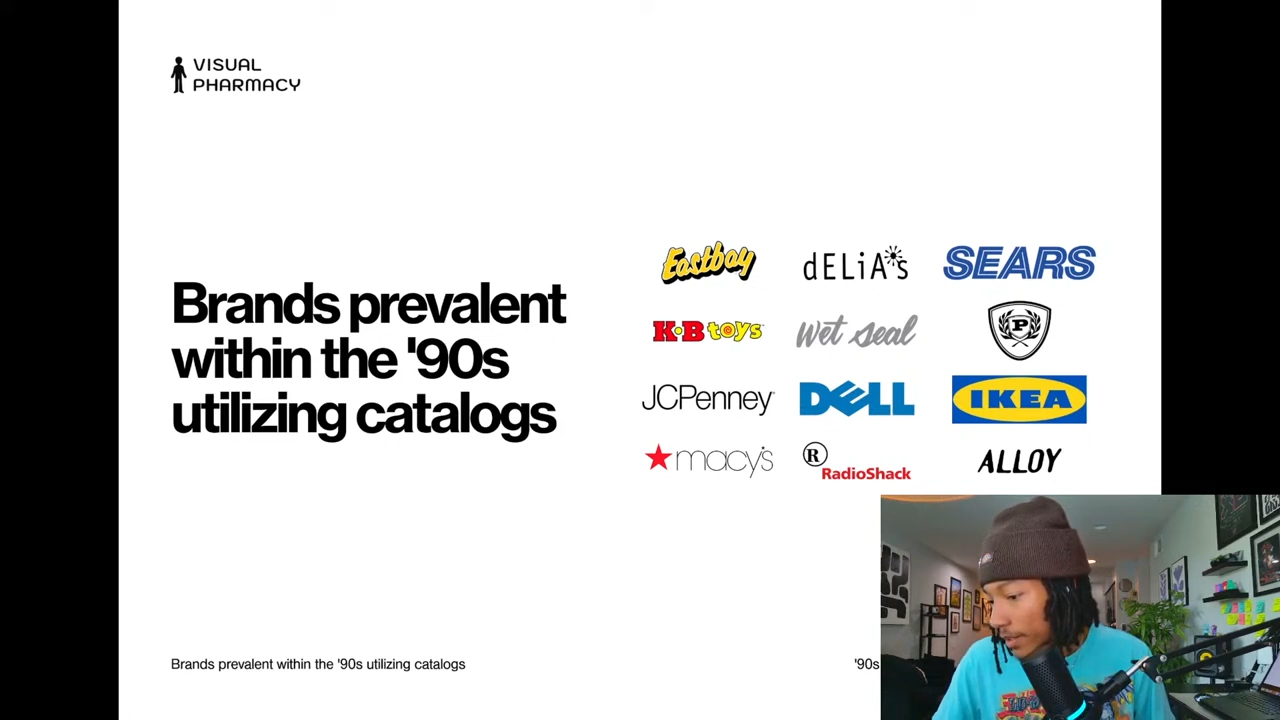 VISUAL
PHARMACY
Brands prevalent
within the '90s
utilizing catalogs
Eastbay
dELiA*s
SEARS
K·B toys
wet seal
P
JCPenney
DELL
IKEA
macy's
R
RadioShack
ALLOY
Brands prevalent within the '90s utilizing catalogs
'90s